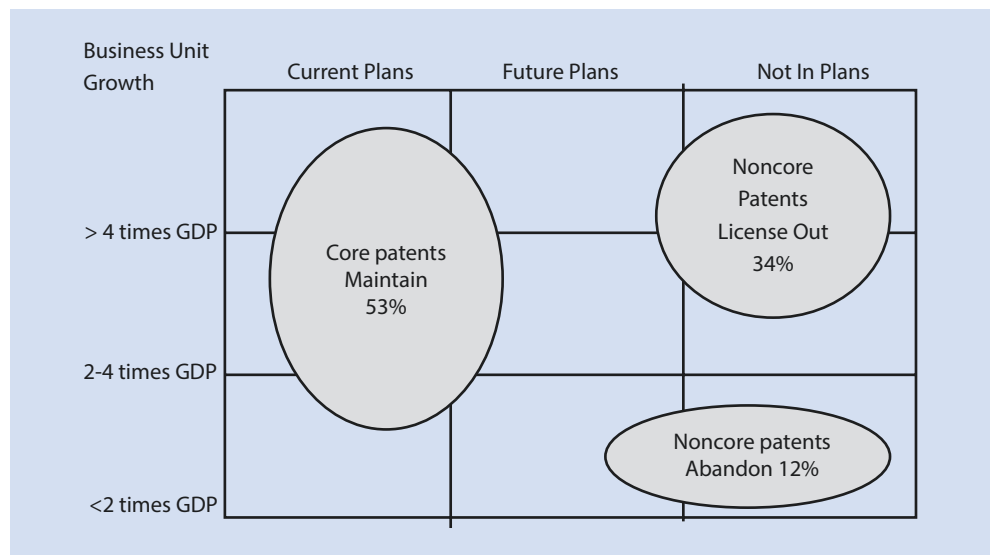 Business Unit
Growth
Current Plans
Future Plans
Not In Plans
> 4 times GDP
2-4 times GDP
<2 times GDP
Core patents
Maintain
53%
Noncore
Patents
License Out
34%
Noncore patents
Abandon 12%